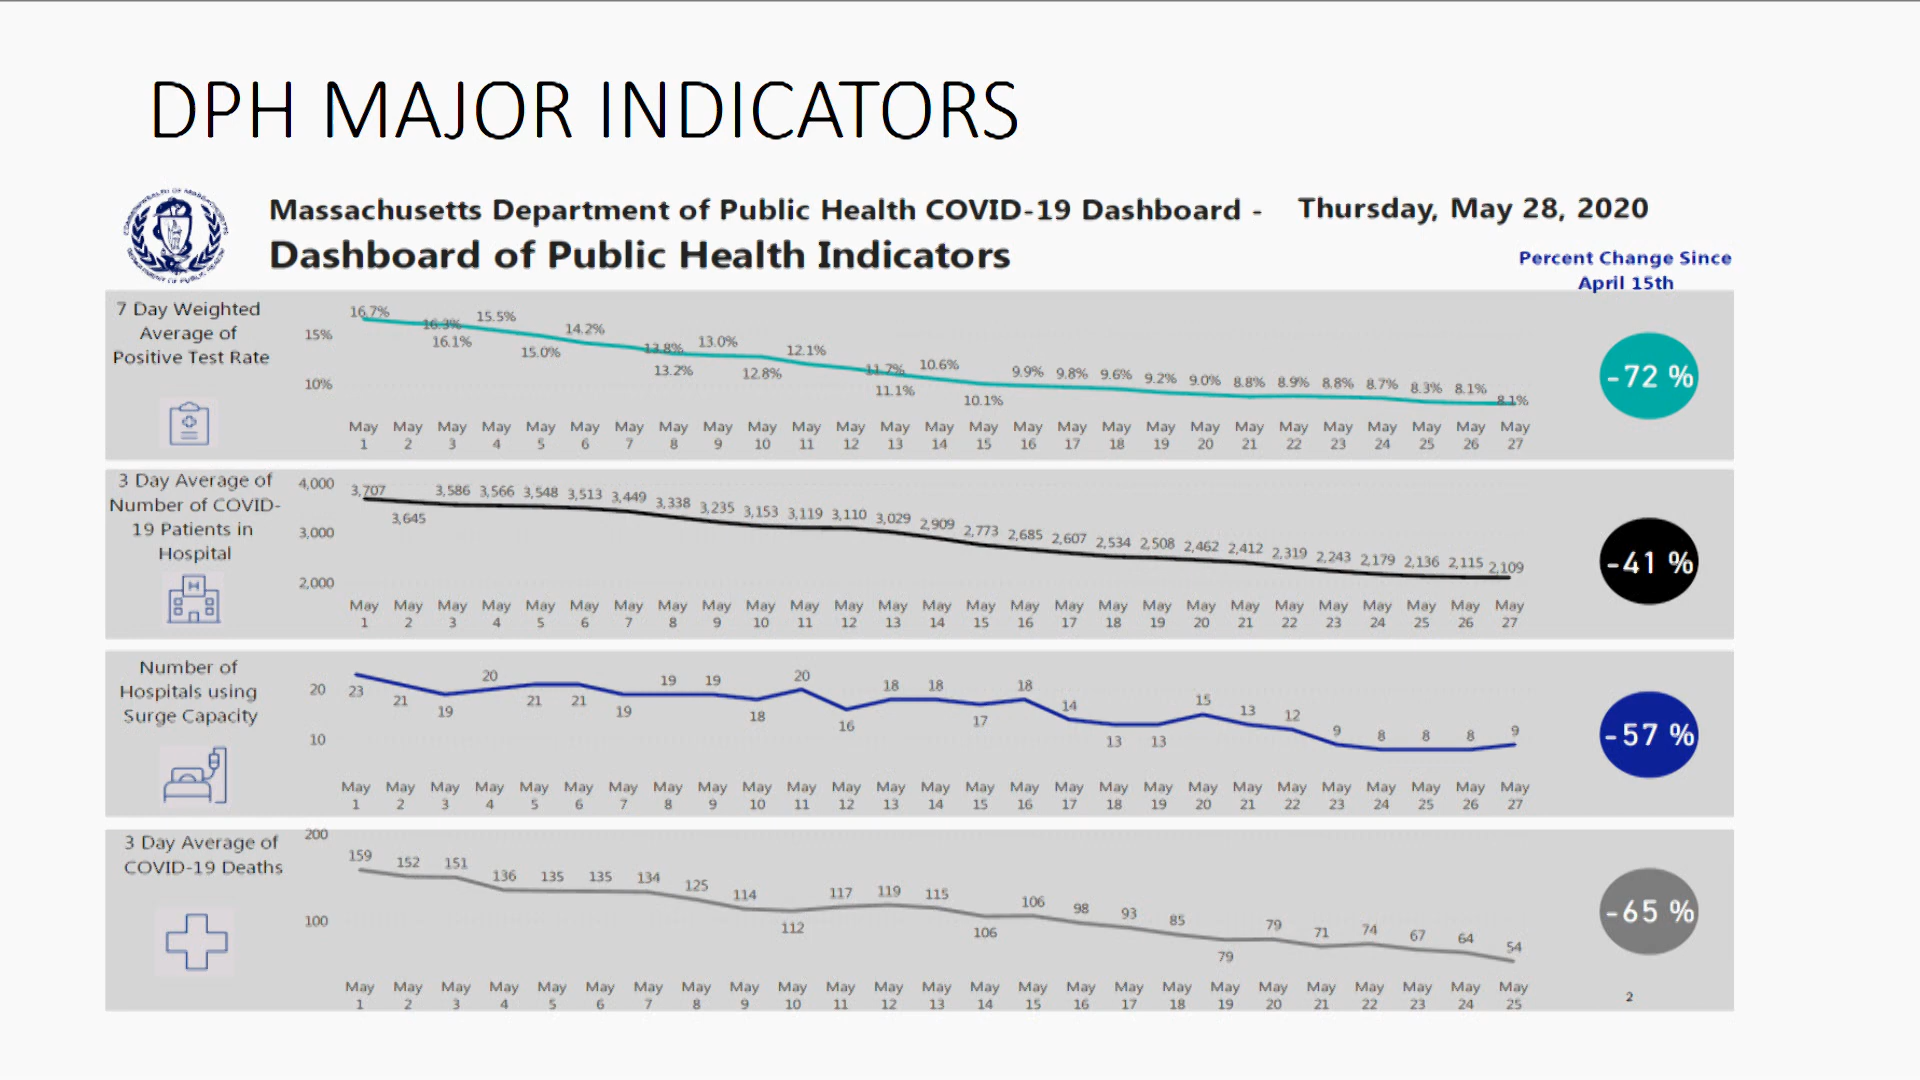 DPH MAJOR INDICATORS
Massachusetts Department of Public Health COVID-19 Dashboard - Thursday, May 28, 2020
Dashboard of Public Health Indicators
Percent Change Since
April 15th
7 Day Weighted
Average of
Positive Test Rate
15%
10%
16.7% 16.3% 16.1% 15.5% 15.0% 14.2% 13.8% 13.2% 13.0% 12.8% 12.1% 11.7% 11.1% 10.6% 10.1% 9.9% 9.8% 9.6% 9.2% 9.0% 8.8% 8.9% 8.8% 8.7% 8.3% 8.1% 8.1%
May May May May May May May May May May May May May May May May May May May May May May May May May May May
1 2 3 4 5 6 7 8 9 10 11 12 13 14 15 16 17 18 19 20 21 22 23 24 25 26 27
-72 %
3 Day Average of
Number of COVID-
19 Patients in
Hospital
4,000
3,000
2,000
3,707 3,645 3,586 3,566 3,548 3,513 3,449 3,338 3,235 3,153 3,119 3,110 3,029 2,909 2,773 2,685 2,607 2,534 2,508 2,462 2,412 2,319 2,243 2,179 2,136 2,115 2,109
May May May May May May May May May May May May May May May May May May May May May May May May May May May
1 2 3 4 5 6 7 8 9 10 11 12 13 14 15 16 17 18 19 20 21 22 23 24 25 26 27
-41 %
Number of
Hospitals using
Surge Capacity
20
10
23 21 19 20 21 21 19 19 19 18 20 16 18 18 17 18 14 13 13 15 13 12 9 8 8 8 9
May May May May May May May May May May May May May May May May May May May May May May May May May May May
1 2 3 4 5 6 7 8 9 10 11 12 13 14 15 16 17 18 19 20 21 22 23 24 25 26 27
-57 %
3 Day Average of
COVID-19 Deaths
200
100
159 152 151 136 135 135 134 125 114 112 117 119 115 106 106 98 93 85 79 79 71 74 67 64 54
May May May May May May May May May May May May May May May May May May May May May May May May May
1 2 3 4 5 6 7 8 9 10 11 12 13 14 15 16 17 18 19 20 21 22 23 24 25
-65 %
2